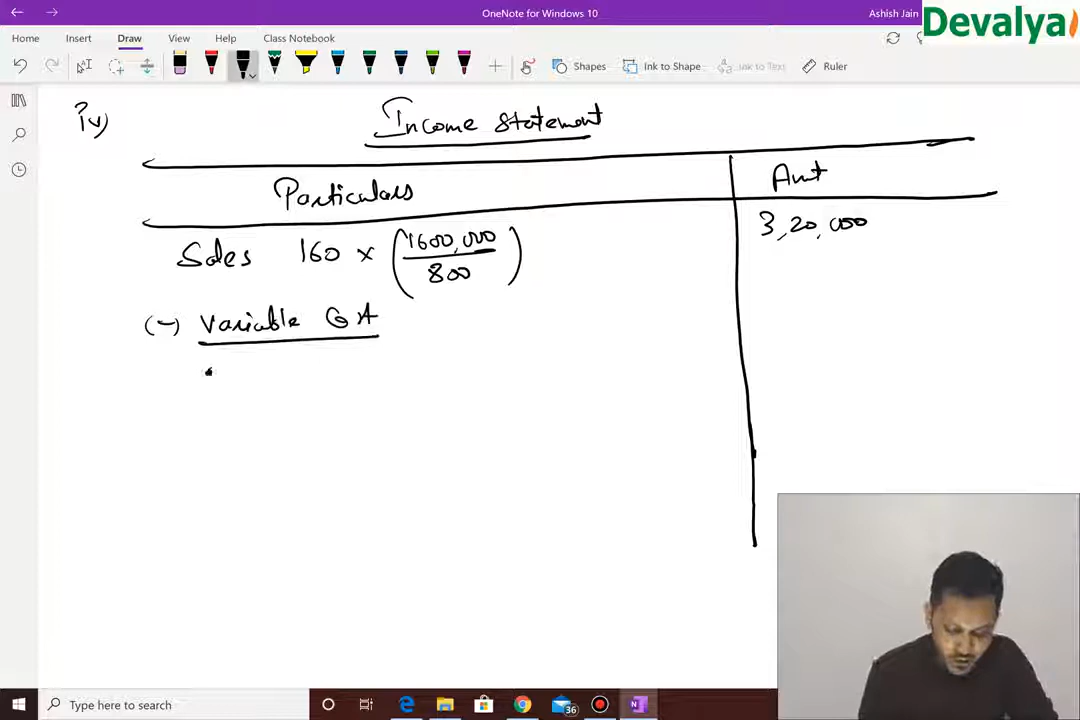 OneNote for Windows 10
Ashish Jain
Devalya
Home Insert Draw View Help Class Notebook
Shapes Ink to Shape Ink to Text Ruler
iv) Income Statement
Particulars Amt
Sales 160 × (1600,000 / 800) 3,20,000
(-) Variable G A
Type here to search
36